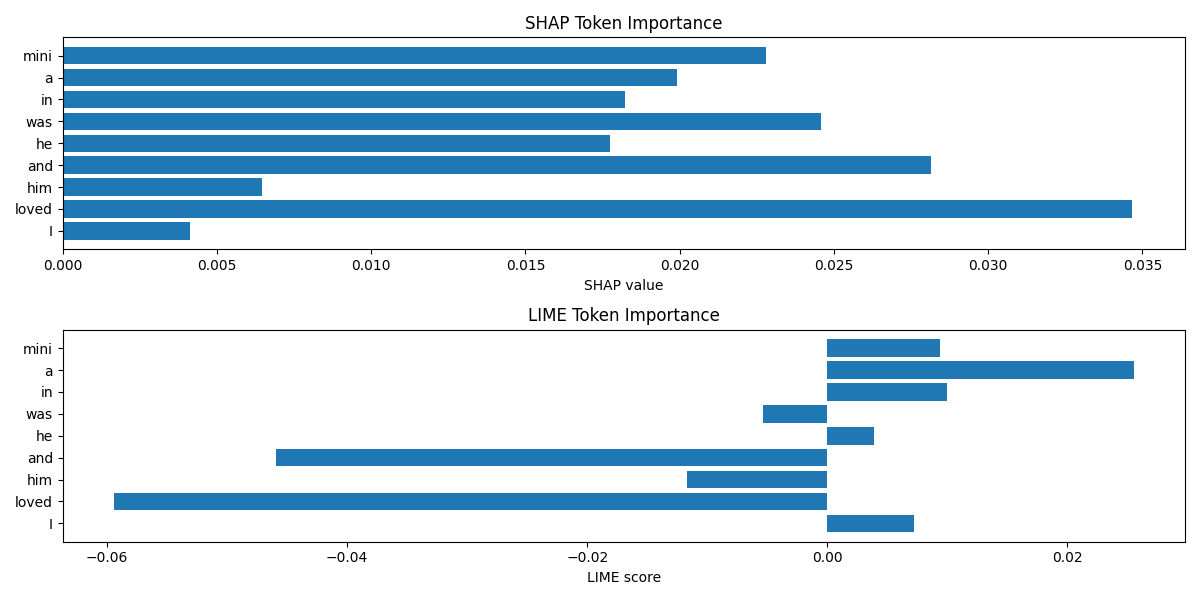 SHAP Token Importance
mini
a
in
was
he
and
him
loved
I
0.000 0.005 0.010 0.015 0.020 0.025 0.030 0.035
SHAP value
LIME Token Importance
mini
a
in
was
he
and
him
loved
I
−0.06 −0.04 −0.02 0.00 0.02
LIME score